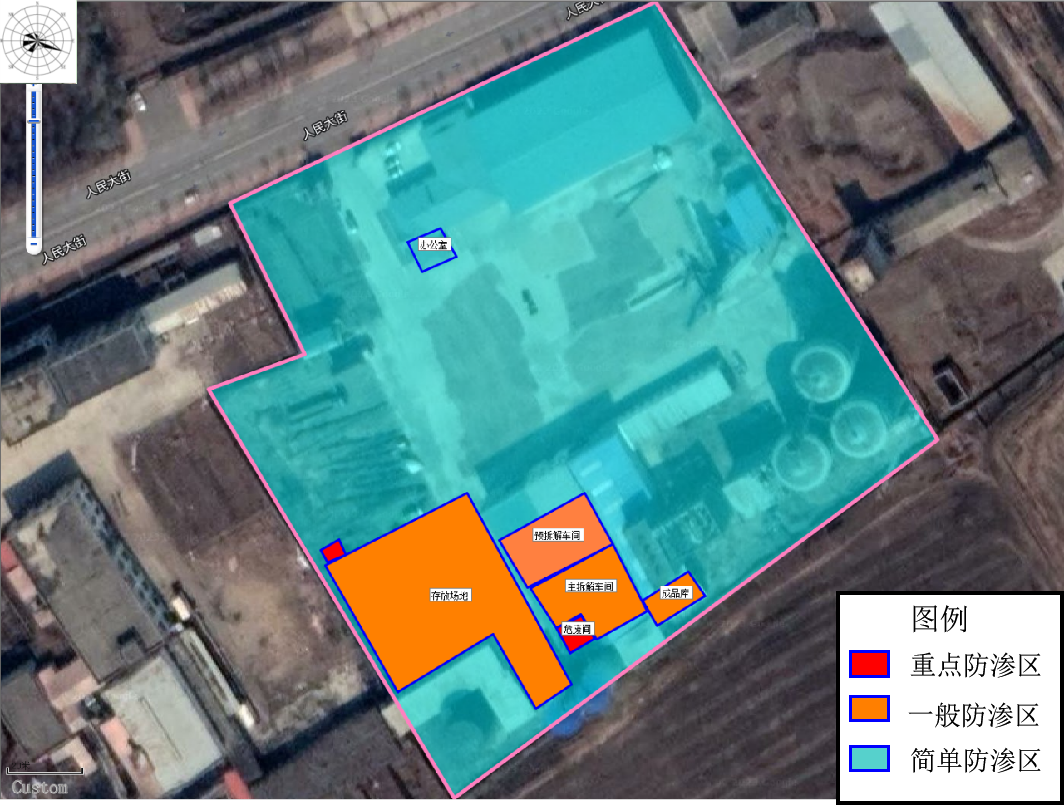 人民大街
人民大街
人民大街
人民大街
办公室
预拆解车间
主拆解车间
存放场地
成品库
危废间
图例
重点防渗区
一般防渗区
简单防渗区
Custom